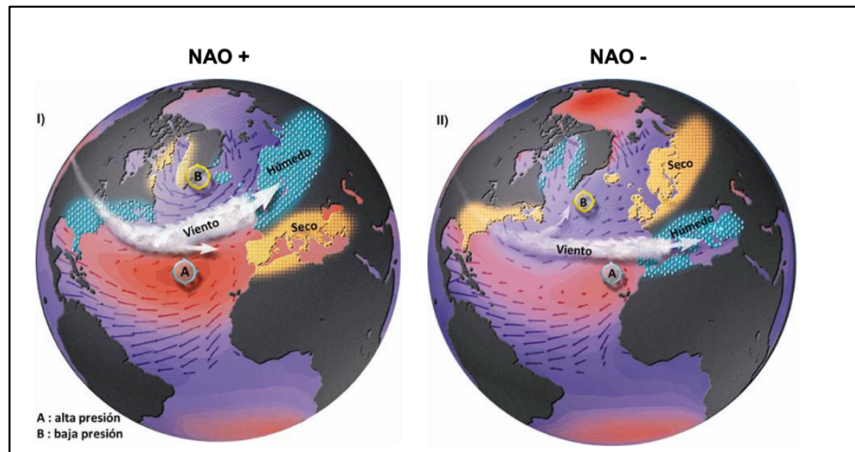 NAO +
NAO -
I)
B
Húmedo
Viento
Seco
A
A : alta presión
B : baja presión
II)
Seco
B
Húmedo
Viento
A